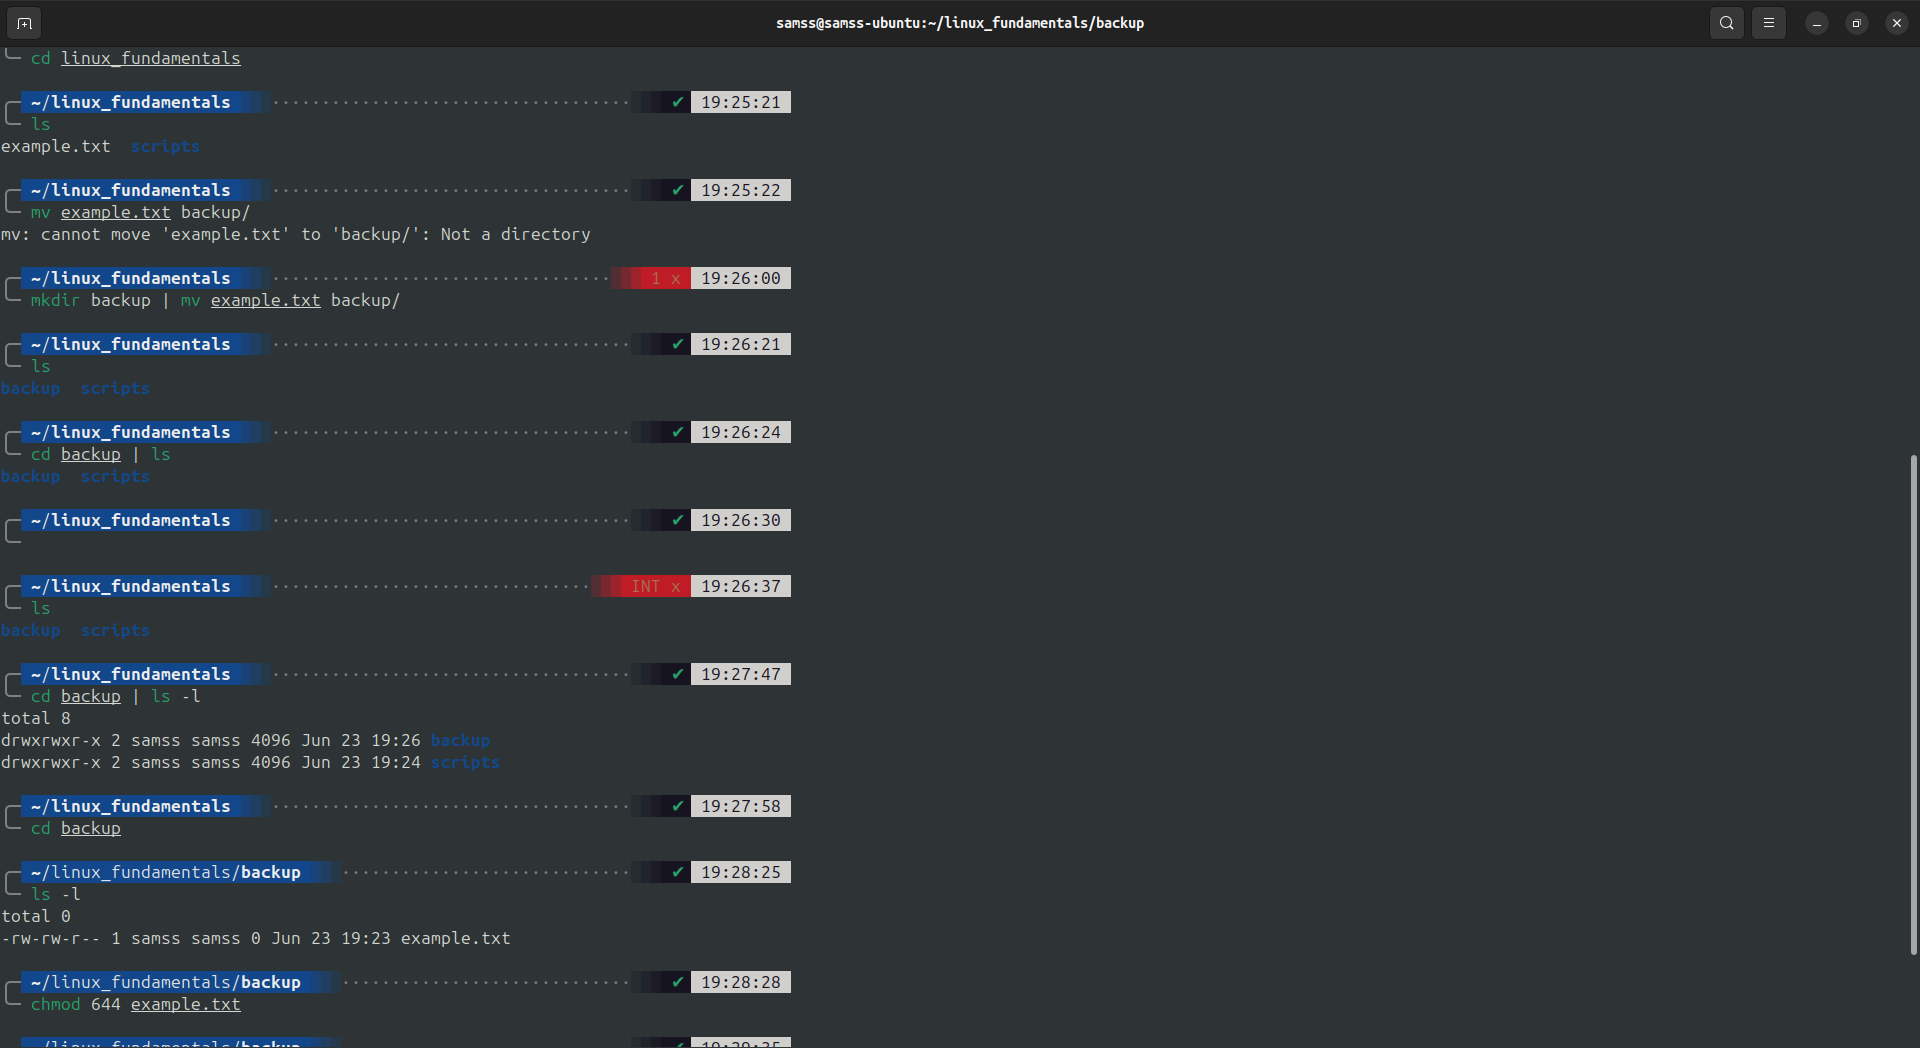 samss@samss-ubuntu:~/linux_fundamentals/backup
cd linux_fundamentals
~/linux_fundamentals ✔ 19:25:21
ls
example.txt scripts
~/linux_fundamentals ✔ 19:25:22
mv example.txt backup/
mv: cannot move 'example.txt' to 'backup/': Not a directory
~/linux_fundamentals 1 x 19:26:00
mkdir backup | mv example.txt backup/
~/linux_fundamentals ✔ 19:26:21
ls
backup scripts
~/linux_fundamentals ✔ 19:26:24
cd backup | ls
backup scripts
~/linux_fundamentals ✔ 19:26:30
~/linux_fundamentals INT x 19:26:37
ls
backup scripts
~/linux_fundamentals ✔ 19:27:47
cd backup | ls -l
total 8
drwxrwxr-x 2 samss samss 4096 Jun 23 19:26 backup
drwxrwxr-x 2 samss samss 4096 Jun 23 19:24 scripts
~/linux_fundamentals ✔ 19:27:58
cd backup
~/linux_fundamentals/backup ✔ 19:28:25
ls -l
total 0
-rw-rw-r-- 1 samss samss 0 Jun 23 19:23 example.txt
~/linux_fundamentals/backup ✔ 19:28:28
chmod 644 example.txt
~/linux_fundamentals/backup ✔